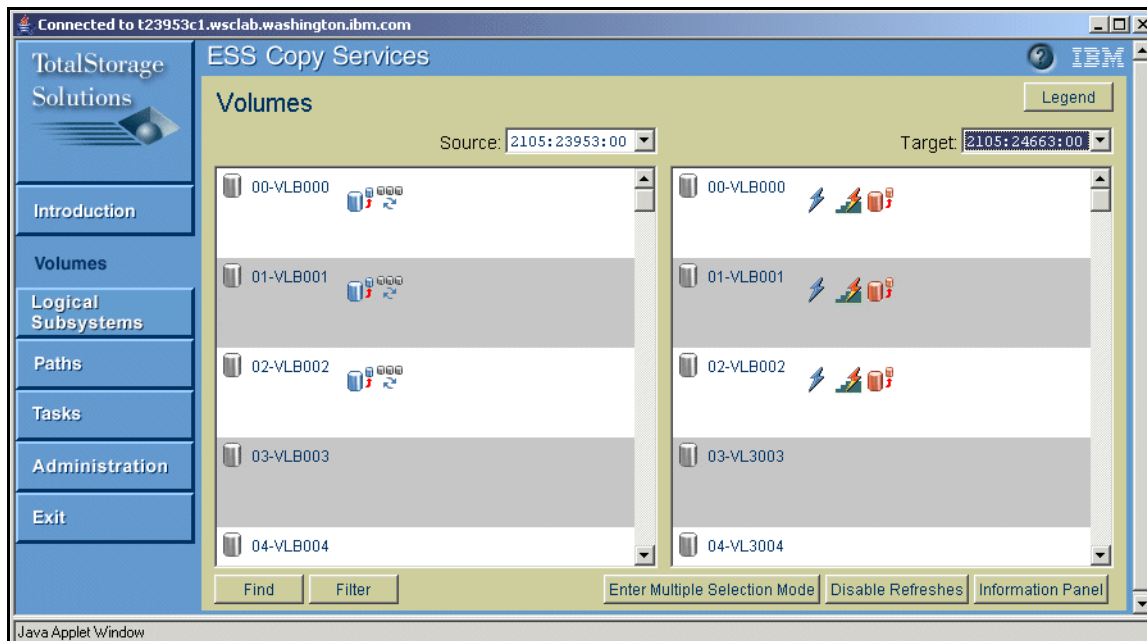 Connected to t23953c1.wsclab.washington.ibm.com
TotalStorage
Solutions
ESS Copy Services
? IBM
Volumes
Legend
Source: 2105:23953:00
Target: 2105:24663:00
Introduction
Volumes
Logical
Subsystems
Paths
Tasks
Administration
Exit
00-VLB000
01-VLB001
02-VLB002
03-VLB003
04-VLB004
00-VLB000
01-VLB001
02-VLB002
03-VL3003
04-VL3004
Find
Filter
Enter Multiple Selection Mode
Disable Refreshes
Information Panel
Java Applet Window